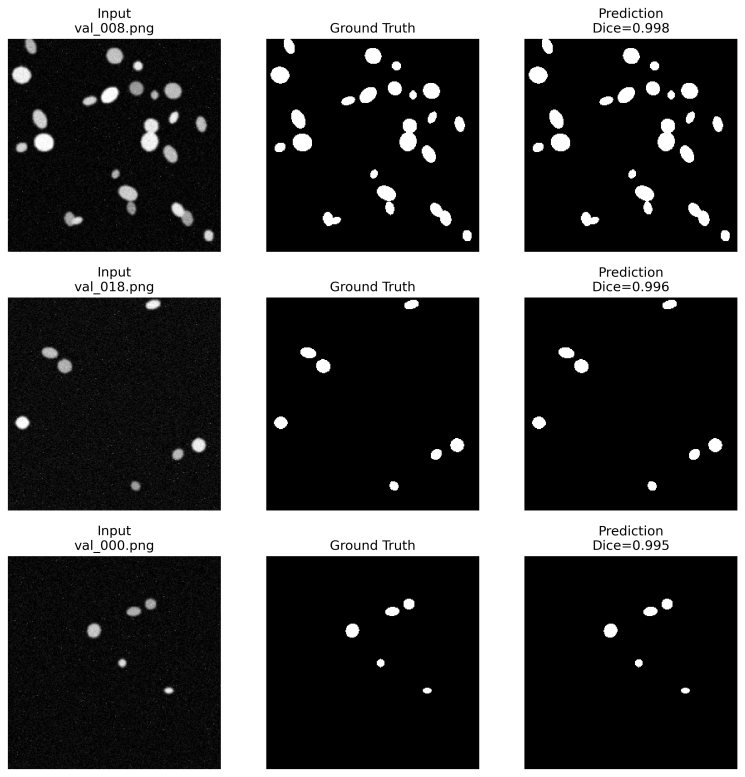 Input
val_008.png
Ground Truth
Prediction
Dice=0.998
Input
val_018.png
Ground Truth
Prediction
Dice=0.996
Input
val_000.png
Ground Truth
Prediction
Dice=0.995